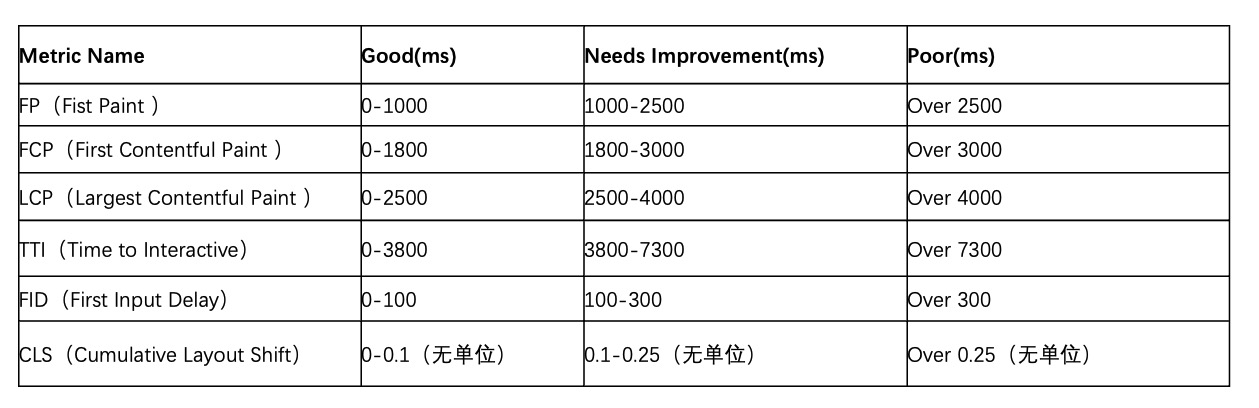 Metric Name Good(ms) Needs Improvement(ms) Poor(ms)
FP（Fist Paint ） 0-1000 1000-2500 Over 2500
FCP（First Contentful Paint ） 0-1800 1800-3000 Over 3000
LCP（Largest Contentful Paint ） 0-2500 2500-4000 Over 4000
TTI（Time to Interactive） 0-3800 3800-7300 Over 7300
FID（First Input Delay） 0-100 100-300 Over 300
CLS（Cumulative Layout Shift） 0-0.1（无单位） 0.1-0.25（无单位） Over 0.25（无单位）